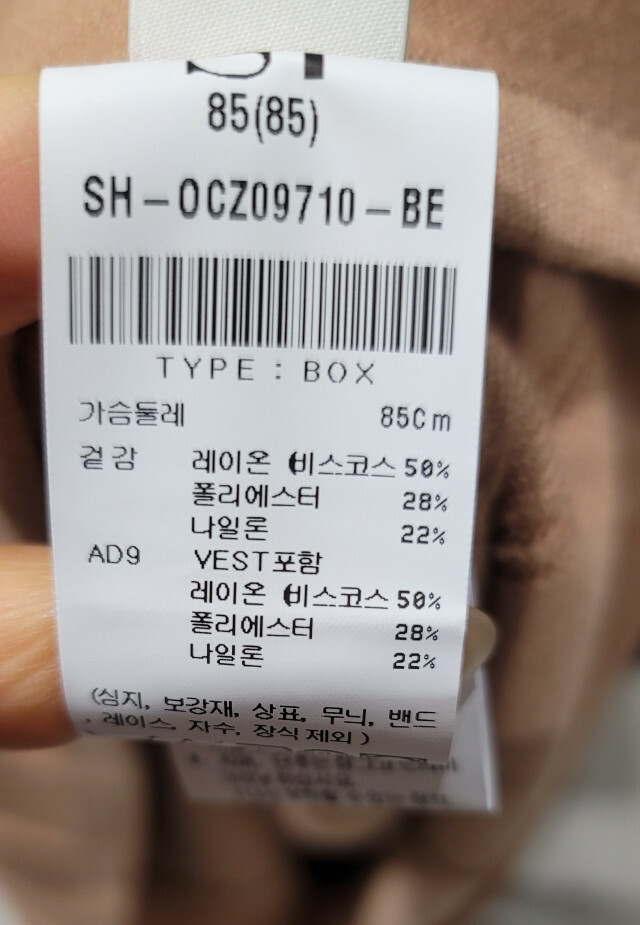 85(85)
SH-OCZ09710-BE
TYPE : BOX
가슴둘레 85Cm
겉감 레이온 (비스코스 50%
폴리에스터 28%
나일론 22%
AD9 VEST포함
레이온 (비스코스 50%
폴리에스터 28%
나일론 22%
(심지, 보강재, 상표, 무늬, 밴드
, 레이스, 자수, 장식 제외 )